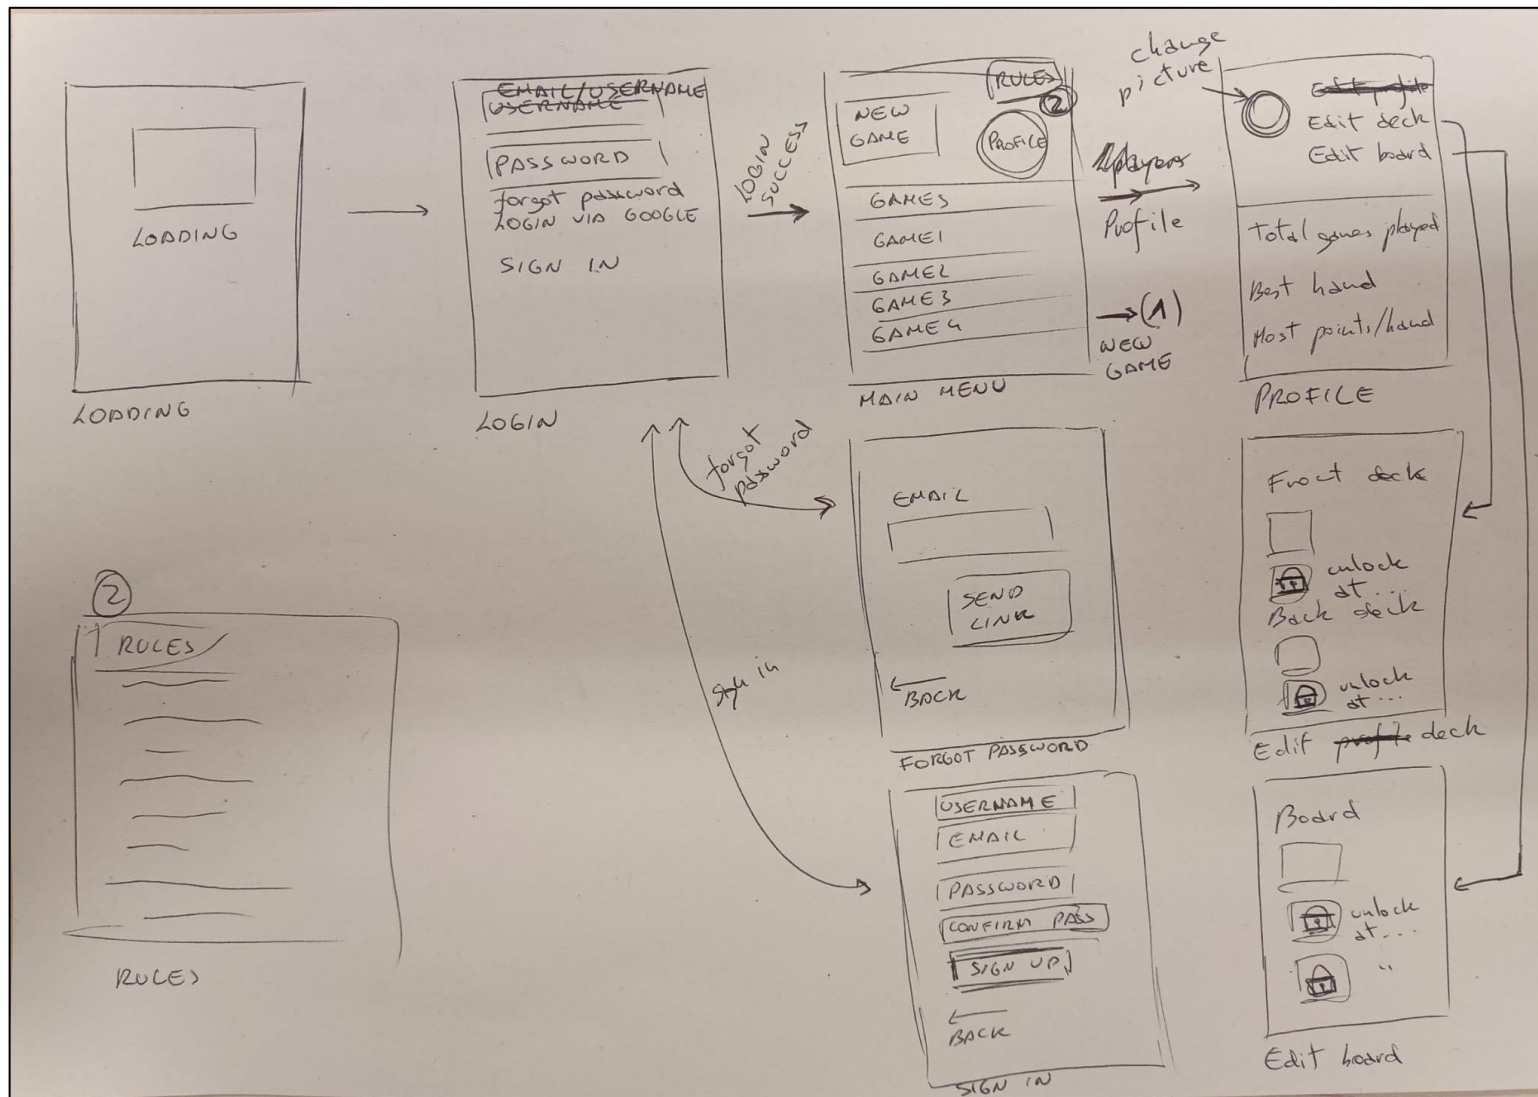 LOADING
LOADING
EMAIL/USERNAME
USERNAME
PASSWORD
forgot password
LOGIN VIA GOOGLE
SIGN IN
LOGIN
LOGIN
SUCCESS
RULES
2
NEW
GAME
PROFILE
GAMES
GAME1
GAME2
GAME3
GAME4
MAIN MENU
players
Profile
(1)
NEW
GAME
change
picture
Edit profile
Edit deck
Edit board
Total games played
Best hand
Most points/hand
PROFILE
forgot
password
sign in
EMAIL
SEND
LINK
BACK
FORGOT PASSWORD
Front deck
unlock
at ...
Back deck
unlock
at ...
Edit profile deck
2
RULES
RULES
USERNAME
EMAIL
PASSWORD
CONFIRM PASS
SIGN UP
BACK
SIGN IN
Board
unlock
at ...
"
Edit board